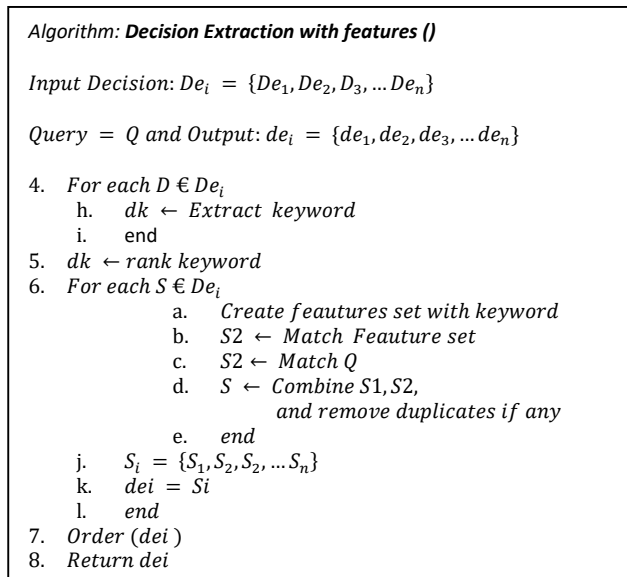 Algorithm: Decision Extraction with features ()
Input Decision: De_i = {De_1, De_2, D_3, … De_n}
Query = Q and Output: de_i = {de_1, de_2, de_3, … de_n}
4. For each D € De_i
h. dk ← Extract keyword
i. end
5. dk ← rank keyword
6. For each S € De_i
a. Create feautures set with keyword
b. S2 ← Match Feauture set
c. S2 ← Match Q
d. S ← Combine S1, S2,
and remove duplicates if any
e. end
j. S_i = {S_1, S_2, S_2, … S_n}
k. dei = Si
l. end
7. Order (dei )
8. Return dei